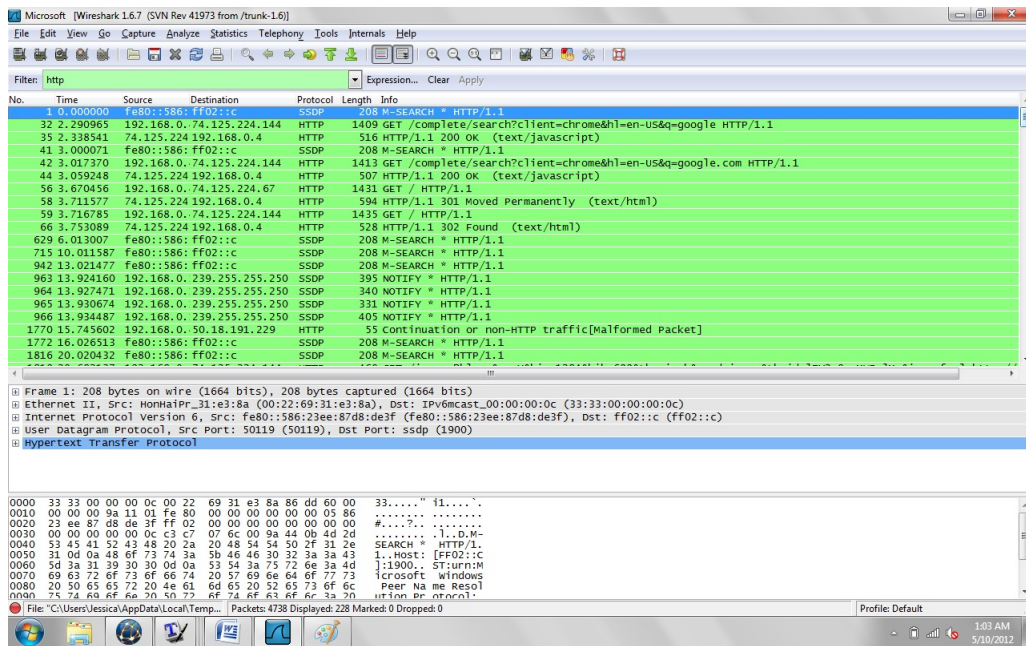 Microsoft [Wireshark 1.6.7 (SVN Rev 41973 from /trunk-1.6)]
File Edit View Go Capture Analyze Statistics Telephony Tools Internals Help
Filter: http Expression... Clear Apply
No. Time Source Destination Protocol Length Info
1 0.000000 fe80::586: ff02::c SSDP 208 M-SEARCH * HTTP/1.1
32 2.290965 192.168.0. 74.125.224.144 HTTP 1409 GET /complete/search?client=chrome&hl=en-US&q=google HTTP/1.1
35 2.338541 74.125.224 192.168.0.4 HTTP 516 HTTP/1.1 200 OK (text/javascript)
41 3.000071 fe80::586: ff02::c SSDP 208 M-SEARCH * HTTP/1.1
42 3.017370 192.168.0. 74.125.224.144 HTTP 1413 GET /complete/search?client=chrome&hl=en-US&q=google.com HTTP/1.1
44 3.059248 74.125.224 192.168.0.4 HTTP 507 HTTP/1.1 200 OK (text/javascript)
56 3.670456 192.168.0. 74.125.224.67 HTTP 1431 GET / HTTP/1.1
58 3.711577 74.125.224 192.168.0.4 HTTP 594 HTTP/1.1 301 Moved Permanently (text/html)
59 3.716785 192.168.0. 74.125.224.144 HTTP 1435 GET / HTTP/1.1
66 3.753089 74.125.224 192.168.0.4 HTTP 528 HTTP/1.1 302 Found (text/html)
629 6.013007 fe80::586: ff02::c SSDP 208 M-SEARCH * HTTP/1.1
715 10.011587 fe80::586: ff02::c SSDP 208 M-SEARCH * HTTP/1.1
942 13.021477 fe80::586: ff02::c SSDP 208 M-SEARCH * HTTP/1.1
963 13.924160 192.168.0. 239.255.255.250 SSDP 395 NOTIFY * HTTP/1.1
964 13.927471 192.168.0. 239.255.255.250 SSDP 340 NOTIFY * HTTP/1.1
965 13.930674 192.168.0. 239.255.255.250 SSDP 331 NOTIFY * HTTP/1.1
966 13.934487 192.168.0. 239.255.255.250 SSDP 405 NOTIFY * HTTP/1.1
1770 15.745602 192.168.0. 50.18.191.229 HTTP 55 Continuation or non-HTTP traffic[Malformed Packet]
1772 16.026513 fe80::586: ff02::c SSDP 208 M-SEARCH * HTTP/1.1
1816 20.020432 fe80::586: ff02::c SSDP 208 M-SEARCH * HTTP/1.1
Frame 1: 208 bytes on wire (1664 bits), 208 bytes captured (1664 bits)
Ethernet II, Src: HonHaiPr_31:e3:8a (00:22:69:31:e3:8a), Dst: IPv6mcast_00:00:00:0c (33:33:00:00:00:0c)
Internet Protocol Version 6, Src: fe80::586:23ee:87d8:de3f (fe80::586:23ee:87d8:de3f), Dst: ff02::c (ff02::c)
User Datagram Protocol, Src Port: 50119 (50119), Dst Port: ssdp (1900)
Hypertext Transfer Protocol
0000 33 33 00 00 00 0c 00 22 69 31 e3 8a 86 dd 60 00 33....." i1....`.
0010 00 00 00 9a 11 01 fe 80 00 00 00 00 00 00 05 86 ........ ........
0020 23 ee 87 d8 de 3f ff 02 00 00 00 00 00 00 00 00 #....?.. ........
0030 00 00 00 00 00 0c c3 c7 07 6c 00 9a 44 0b 4d 2d ........ .l..D.M-
0040 53 45 41 52 43 48 20 2a 20 48 54 54 50 2f 31 2e SEARCH * HTTP/1.
0050 31 0d 0a 48 6f 73 74 3a 5b 46 46 30 32 3a 3a 43 1..Host: [FF02::C
0060 5d 3a 31 39 30 30 0d 0a 53 54 3a 75 72 6e 3a 4d ]:1900.. ST:urn:M
0070 69 63 72 6f 73 6f 66 74 20 57 69 6e 64 6f 77 73 icrosoft Windows
0080 20 50 65 65 72 20 4e 61 6d 65 20 52 65 73 6f 6c Peer Na me Resol
0090 75 74 69 6f 6e 20 50 72 6f 74 6f 63 6f 6c 3a 20 ution Pr otocol:
File: "C:\Users\Jessica\AppData\Local\Temp... Packets: 4738 Displayed: 228 Marked: 0 Dropped: 0 Profile: Default
1:03 AM
5/10/2012